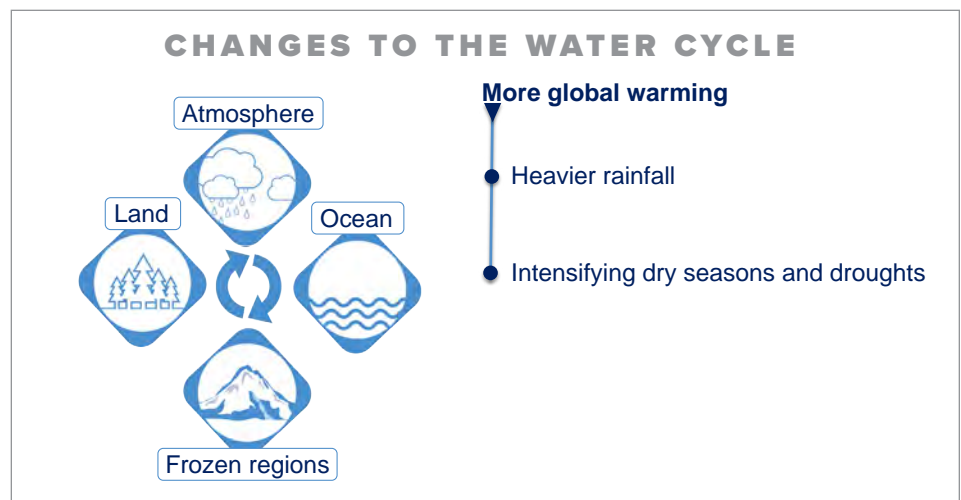 CHANGES TO THE WATER CYCLE
Atmosphere
Land
Ocean
Frozen regions
More global warming
Heavier rainfall
Intensifying dry seasons and droughts